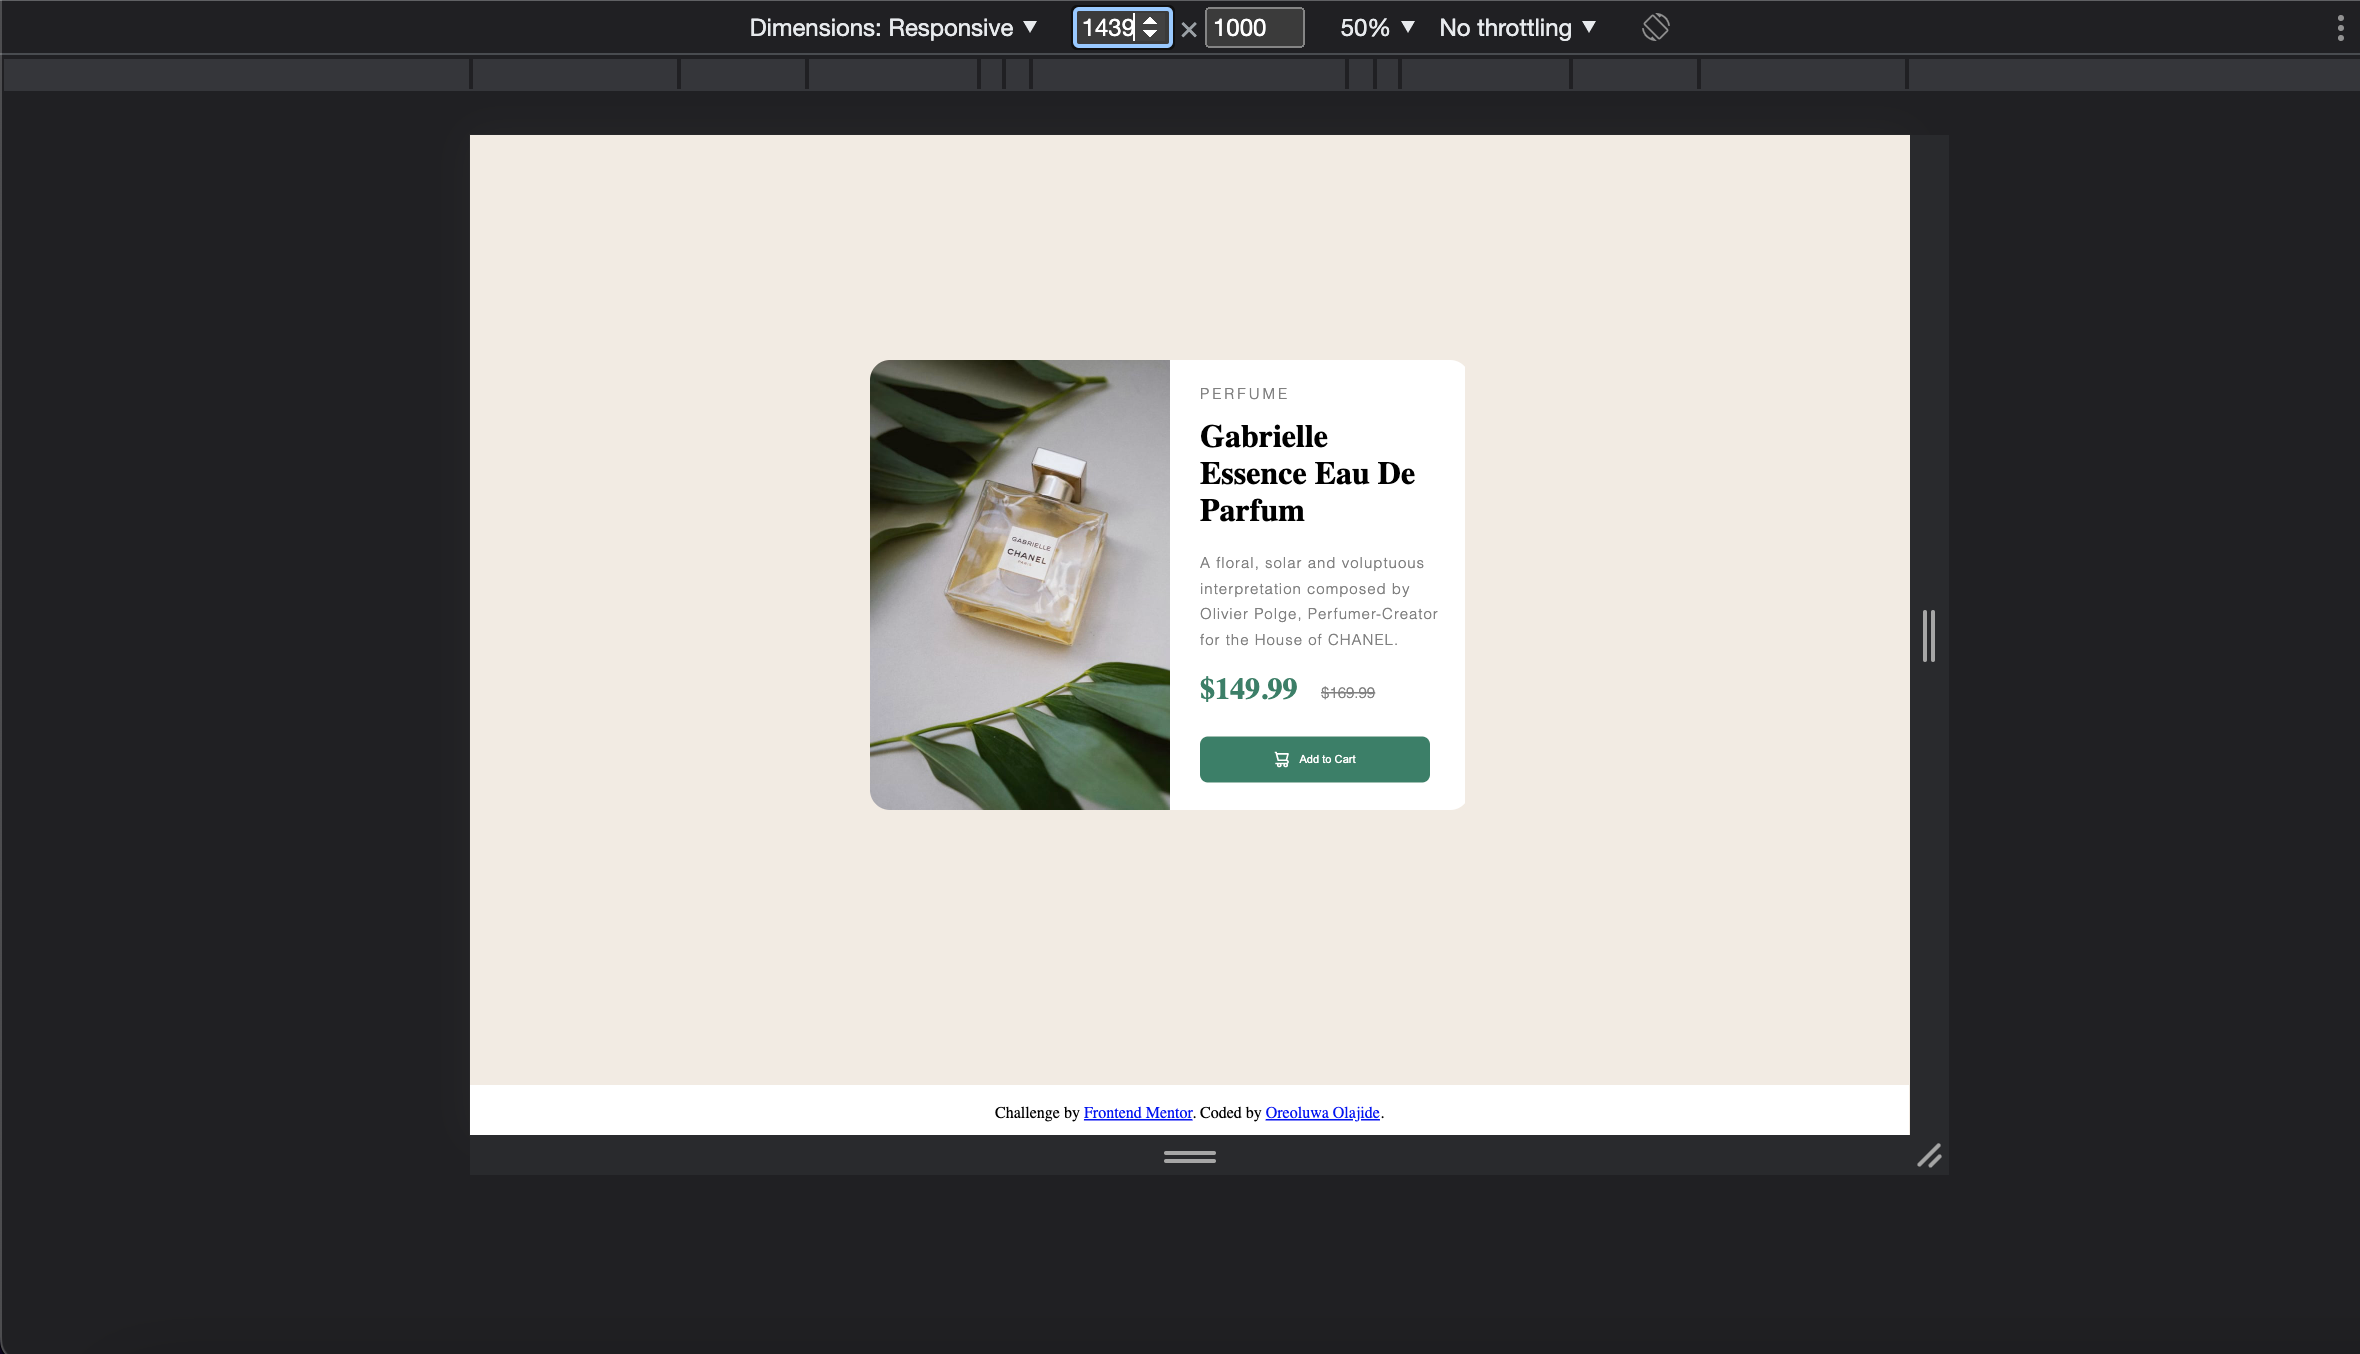 Dimensions: Responsive ▼ 1439 × 1000 50% ▼ No throttling ▼
PERFUME
Gabrielle
Essence Eau De
Parfum
GABRIELLE
CHANEL
PARIS
A floral, solar and voluptuous
interpretation composed by
Olivier Polge, Perfumer-Creator
for the House of CHANEL.
$149.99 $169.99
Add to Cart
Challenge by Frontend Mentor. Coded by Oreoluwa Olajide.